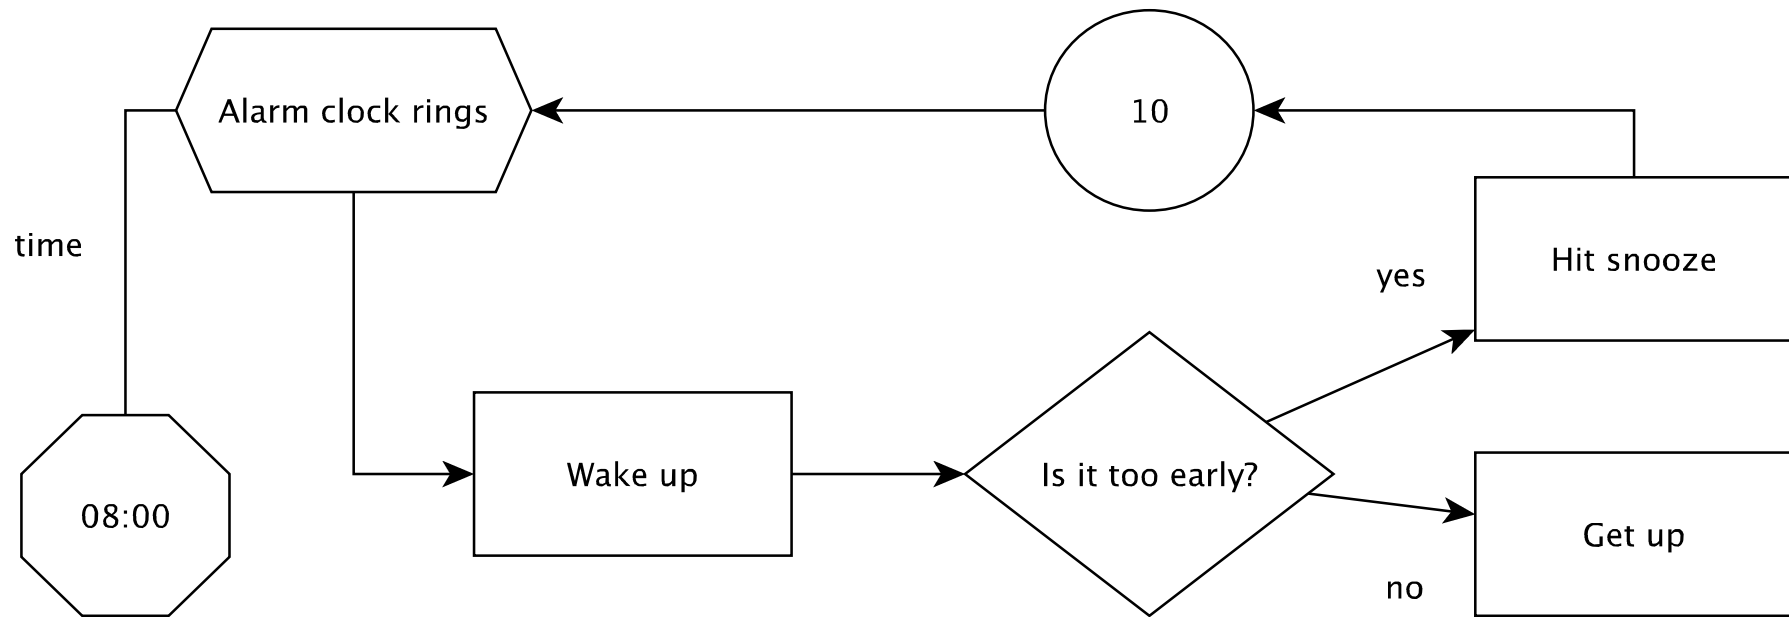 Alarm clock rings
10
time
Hit snooze
yes
08:00
Wake up
Is it too early?
Get up
no